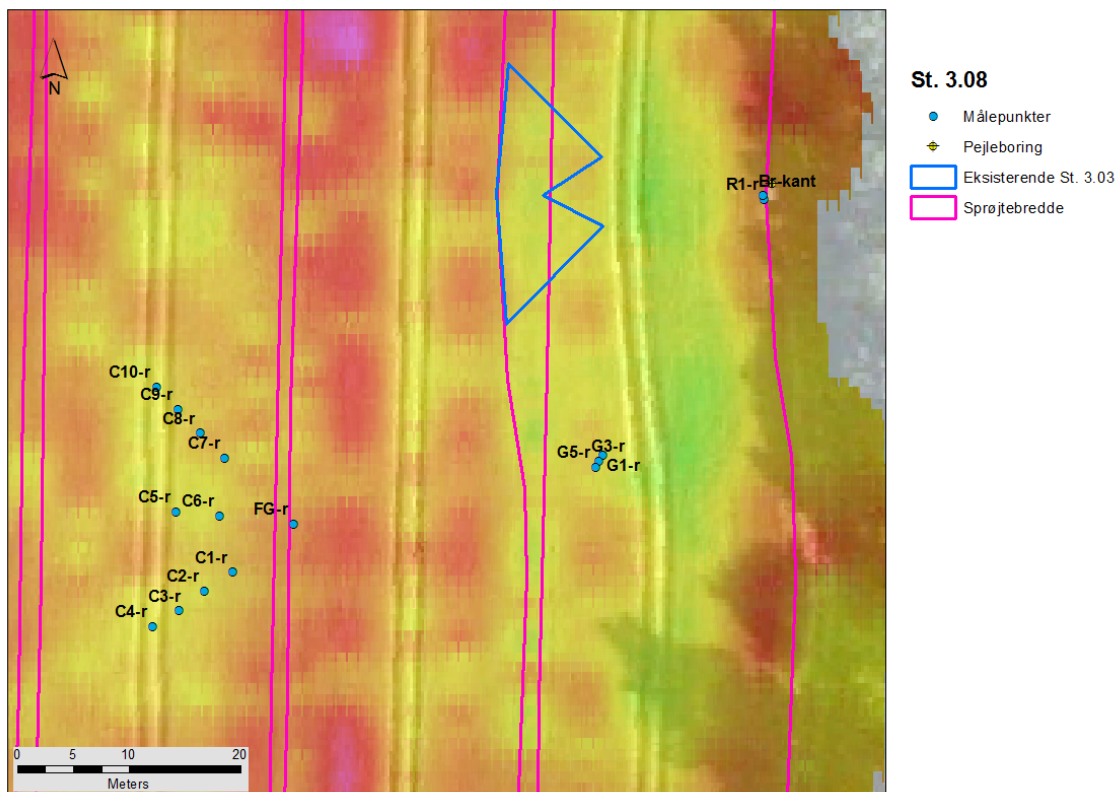 N
St. 3.08
Målepunkter
Pejleboring
Eksisterende St. 3.03
Sprøjtebredde
R1-r Br-kant
C10-r
C9-r
C8-r
C7-r
G5-r G3-r
G1-r
C5-r C6-r
FG-r
C1-r
C2-r
C3-r
C4-r
0 5 10 20
Meters